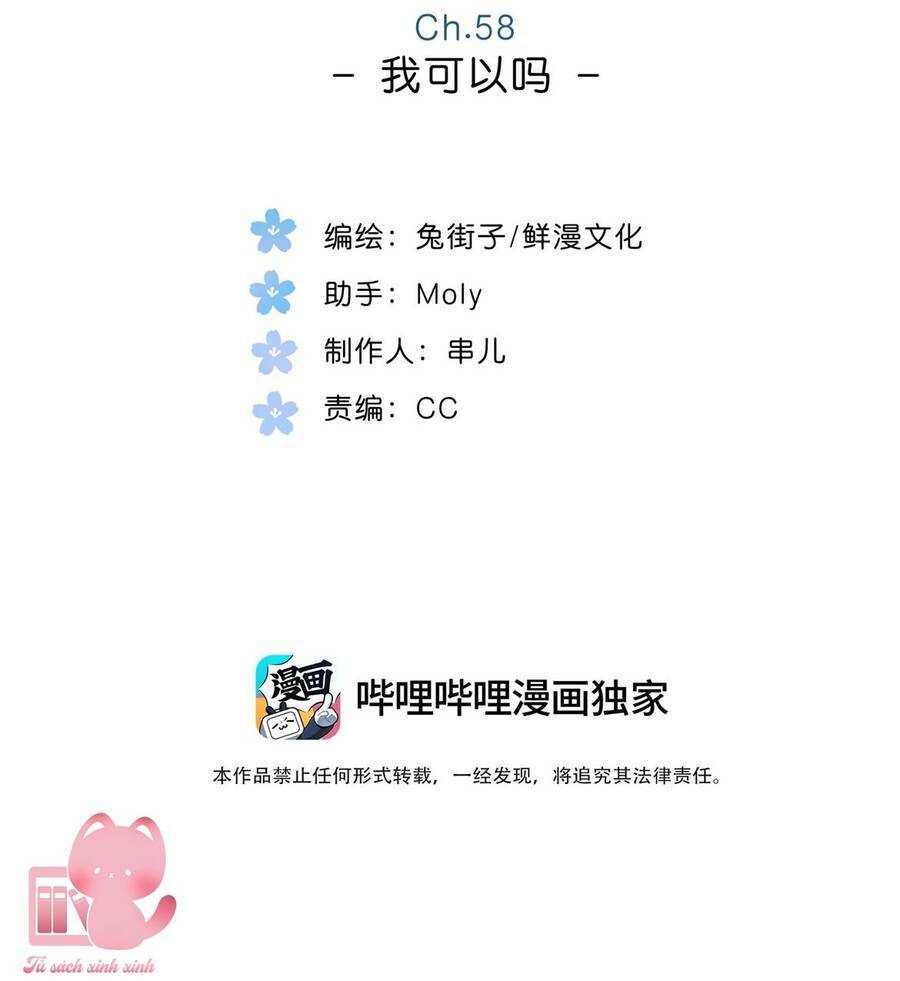 Ch.58
- 我可以吗 -
编绘：兔街子/鲜漫文化
助手：Moly
制作人：串儿
责编：CC
漫画
哔哩哔哩漫画独家
本作品禁止任何形式转载，一经发现，将追究其法律责任。
Tủ sách xinh xinh